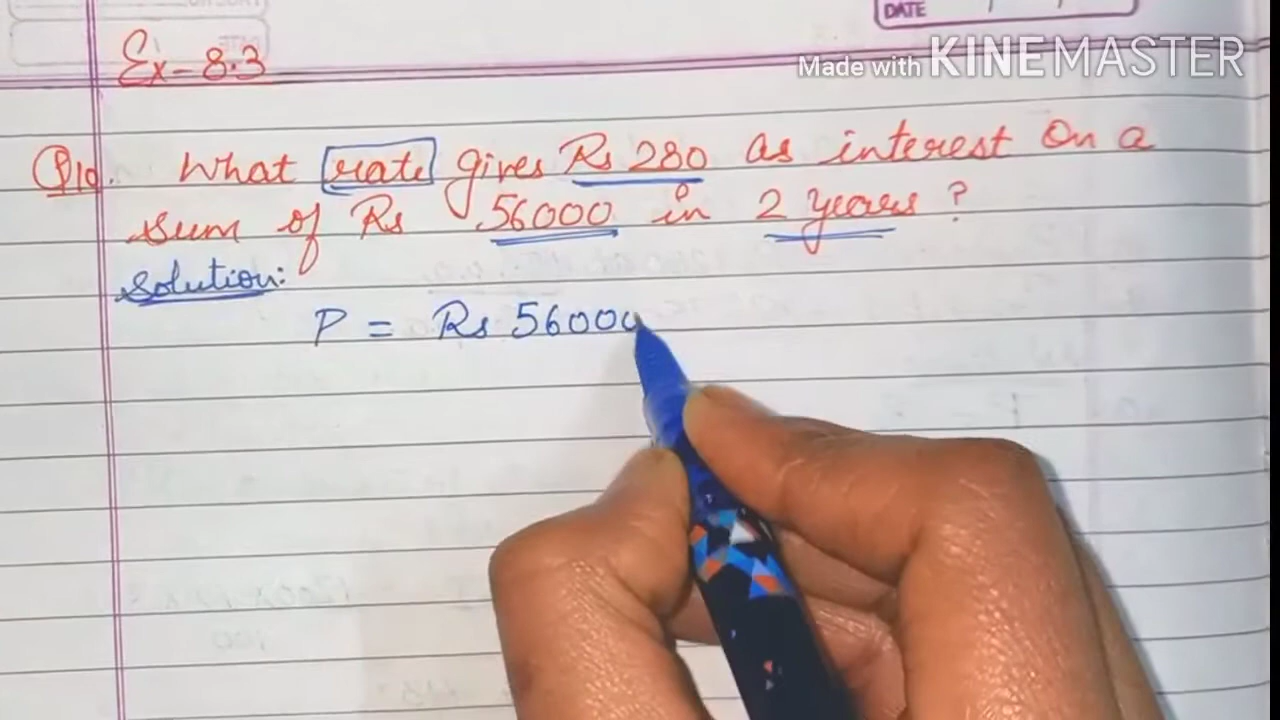 DATE
Made with KINEMASTER
Ex-8.3
Q10. What rate gives Rs 280 as interest on a
sum of Rs 56000 in 2 years ?
Solution:
P = Rs 56000